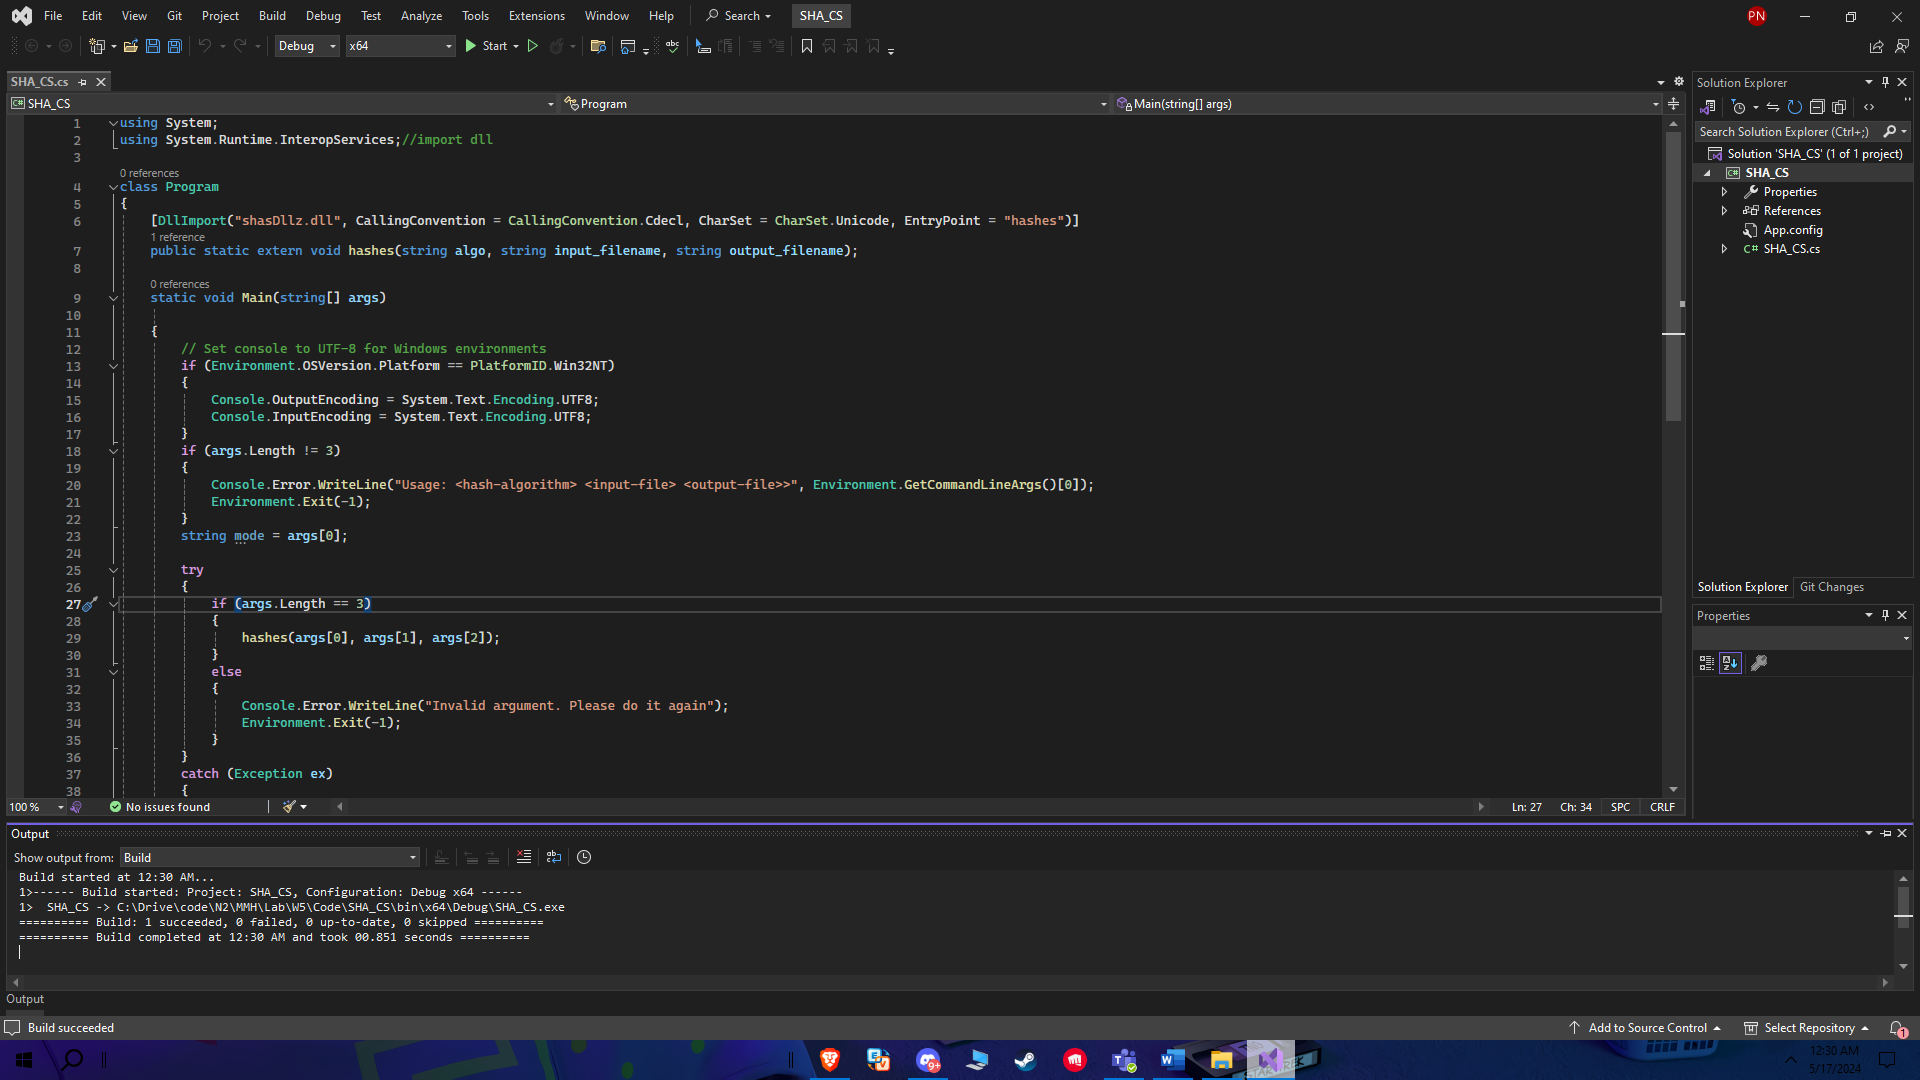 File Edit View Git Project Build Debug Test Analyze Tools Extensions Window Help Search SHA_CS PN
Debug x64 Start
SHA_CS.cs
SHA_CS Program Main(string[] args)
1 using System;
2 using System.Runtime.InteropServices;//import dll
3
0 references
4 class Program
5 {
6 [DllImport("shasDllz.dll", CallingConvention = CallingConvention.Cdecl, CharSet = CharSet.Unicode, EntryPoint = "hashes")]
1 reference
7 public static extern void hashes(string algo, string input_filename, string output_filename);
8
0 references
9 static void Main(string[] args)
10
11 {
12 // Set console to UTF-8 for Windows environments
13 if (Environment.OSVersion.Platform == PlatformID.Win32NT)
14 {
15 Console.OutputEncoding = System.Text.Encoding.UTF8;
16 Console.InputEncoding = System.Text.Encoding.UTF8;
17 }
18 if (args.Length != 3)
19 {
20 Console.Error.WriteLine("Usage: <hash-algorithm> <input-file> <output-file>>", Environment.GetCommandLineArgs()[0]);
21 Environment.Exit(-1);
22 }
23 string mode = args[0];
24
25 try
26 {
27 if (args.Length == 3)
28 {
29 hashes(args[0], args[1], args[2]);
30 }
31 else
32 {
33 Console.Error.WriteLine("Invalid argument. Please do it again");
34 Environment.Exit(-1);
35 }
36 }
37 catch (Exception ex)
38 {
100 % No issues found Ln: 27 Ch: 34 SPC CRLF
Solution Explorer
Search Solution Explorer (Ctrl+;)
Solution 'SHA_CS' (1 of 1 project)
SHA_CS
Properties
References
App.config
C# SHA_CS.cs
Solution Explorer Git Changes
Properties
Output
Show output from: Build
Build started at 12:30 AM...
1>------ Build started: Project: SHA_CS, Configuration: Debug x64 ------
1>  SHA_CS -> C:\Drive\code\N2\MMH\Lab\W5\Code\SHA_CS\bin\x64\Debug\SHA_CS.exe
========== Build: 1 succeeded, 0 failed, 0 up-to-date, 0 skipped ==========
========== Build completed at 12:30 AM and took 00.851 seconds ==========
Output
Build succeeded Add to Source Control Select Repository 1
12:30 AM
5/17/2024